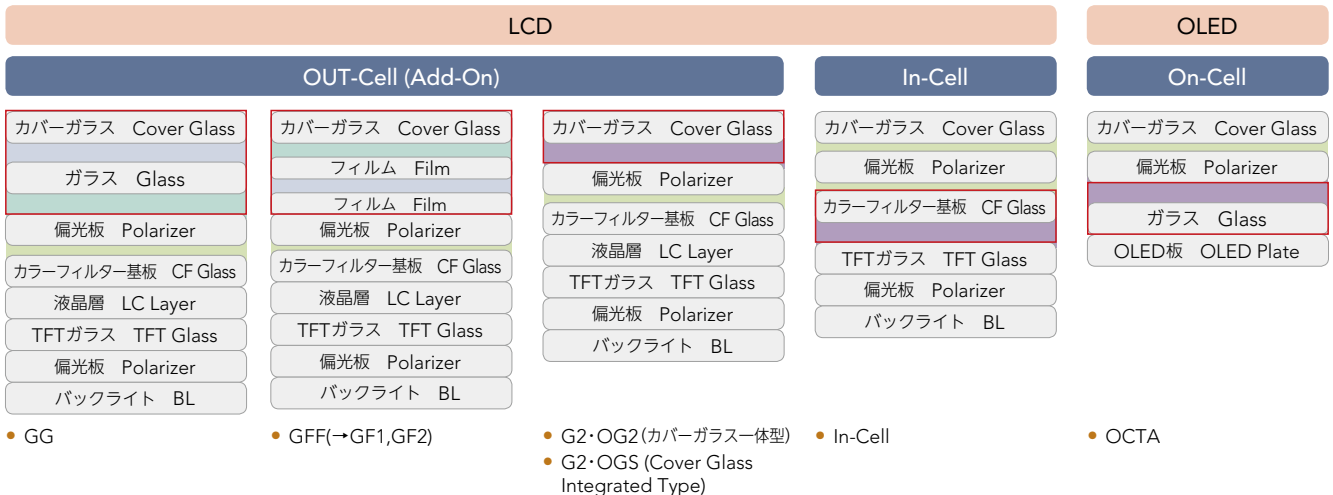 LCD
OLED
OUT-Cell (Add-On)
In-Cell
On-Cell
カバーガラス Cover Glass
ガラス Glass
偏光板 Polarizer
カラーフィルター基板 CF Glass
液晶層 LC Layer
TFTガラス TFT Glass
偏光板 Polarizer
バックライト BL
• GG
カバーガラス Cover Glass
フィルム Film
フィルム Film
偏光板 Polarizer
カラーフィルター基板 CF Glass
液晶層 LC Layer
TFTガラス TFT Glass
偏光板 Polarizer
バックライト BL
• GFF(→GF1,GF2)
カバーガラス Cover Glass
偏光板 Polarizer
カラーフィルター基板 CF Glass
液晶層 LC Layer
TFTガラス TFT Glass
偏光板 Polarizer
バックライト BL
• G2・OG2(カバーガラス一体型)
• G2・OGS (Cover Glass
Integrated Type)
カバーガラス Cover Glass
偏光板 Polarizer
カラーフィルター基板 CF Glass
TFTガラス TFT Glass
偏光板 Polarizer
バックライト BL
• In-Cell
カバーガラス Cover Glass
偏光板 Polarizer
ガラス Glass
OLED板 OLED Plate
• OCTA